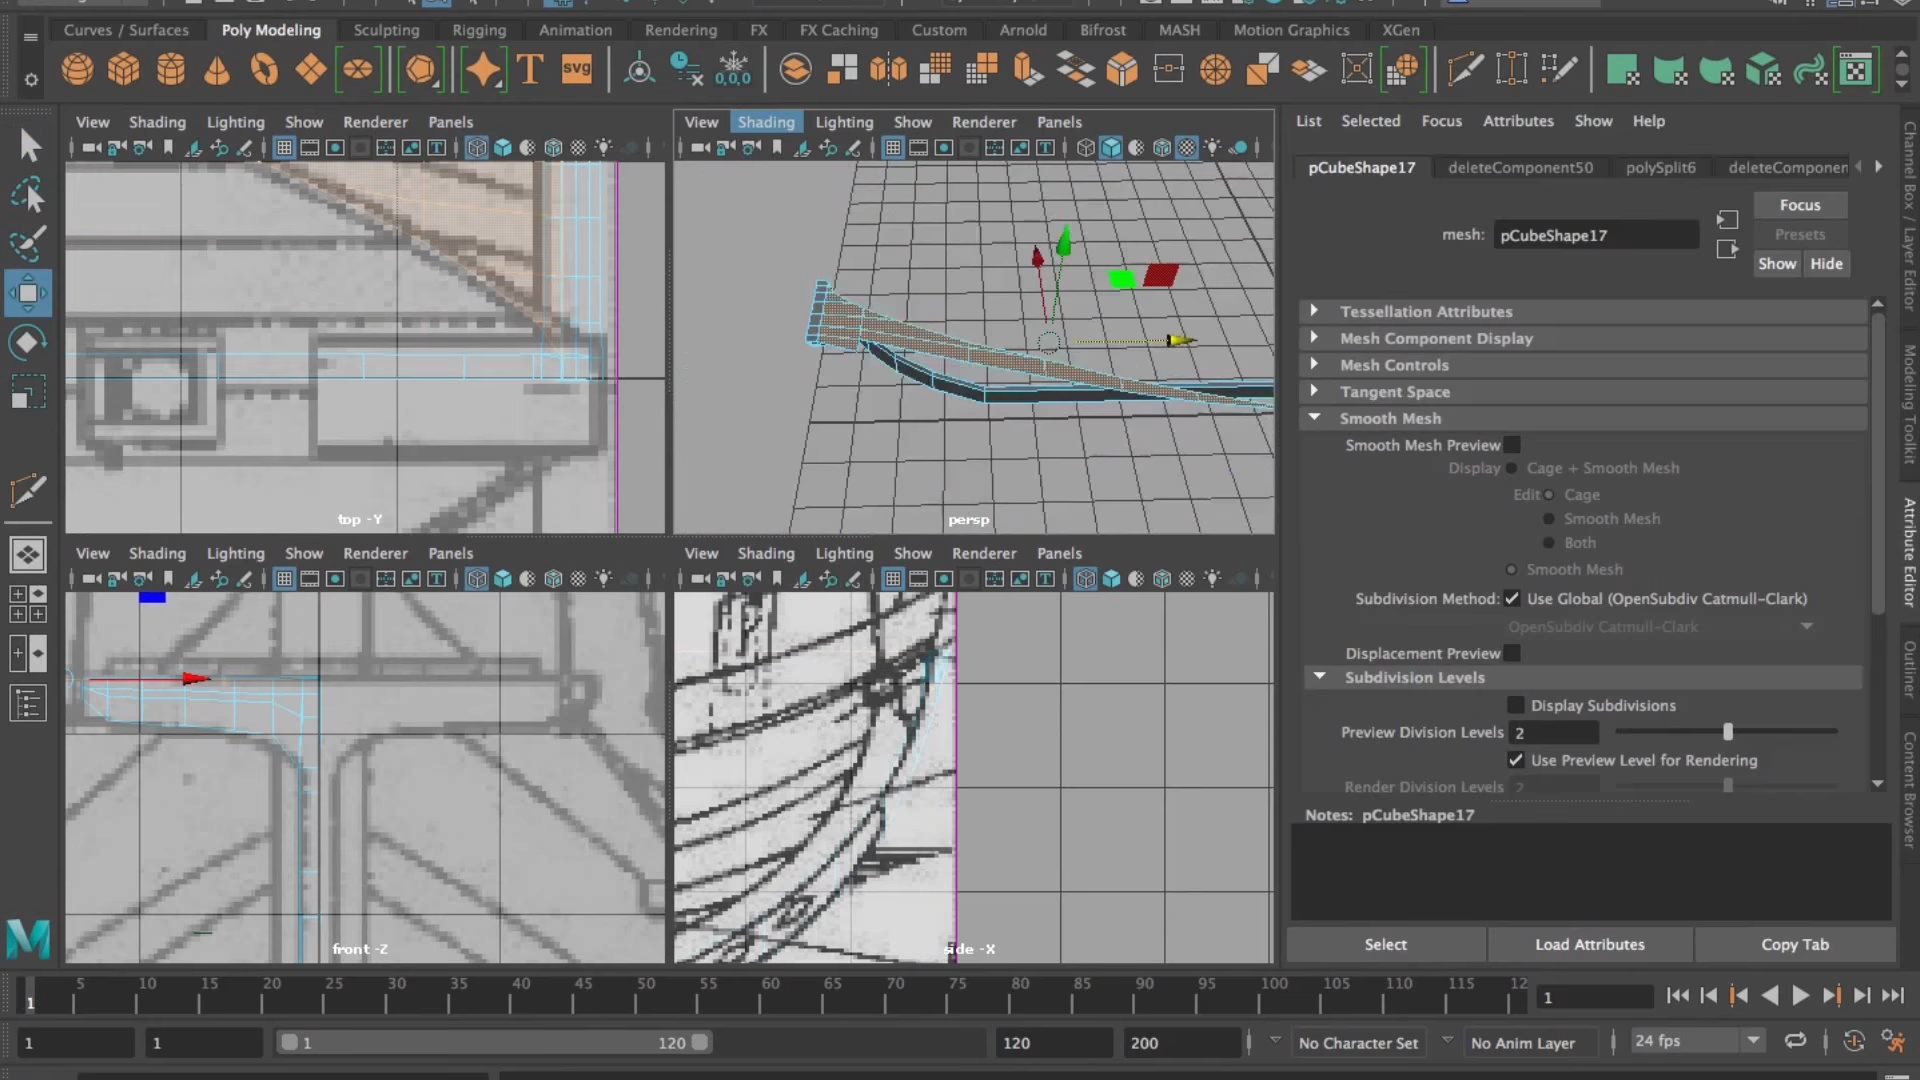 Curves / Surfaces Poly Modeling Sculpting Rigging Animation Rendering FX FX Caching Custom Arnold Bifrost MASH Motion Graphics XGen
T svg 0,0,0
View Shading Lighting Show Renderer Panels
View Shading Lighting Show Renderer Panels
List Selected Focus Attributes Show Help
pCubeShape17 deleteComponent50 polySplit6 deleteComponen
mesh: pCubeShape17
Focus
Presets
Show Hide
Tessellation Attributes
Mesh Component Display
Mesh Controls
Tangent Space
Smooth Mesh
Smooth Mesh Preview
Display Cage + Smooth Mesh
Edit Cage
Smooth Mesh
Both
Smooth Mesh
Subdivision Method: Use Global (OpenSubdiv Catmull-Clark)
OpenSubdiv Catmull-Clark
Displacement Preview
Subdivision Levels
Display Subdivisions
Preview Division Levels 2
Use Preview Level for Rendering
Render Division Levels 2
Notes: pCubeShape17
Select Load Attributes Copy Tab
top -Y
persp
View Shading Lighting Show Renderer Panels
View Shading Lighting Show Renderer Panels
front -Z
side -X
Channel Box / Layer Editor
Modeling Toolkit
Attribute Editor
Outliner
Content Browser
1 5 10 15 20 25 30 35 40 45 50 55 60 65 70 75 80 85 90 95 100 105 110 115 12
1
1 1 1 120 120 200 No Character Set No Anim Layer 24 fps